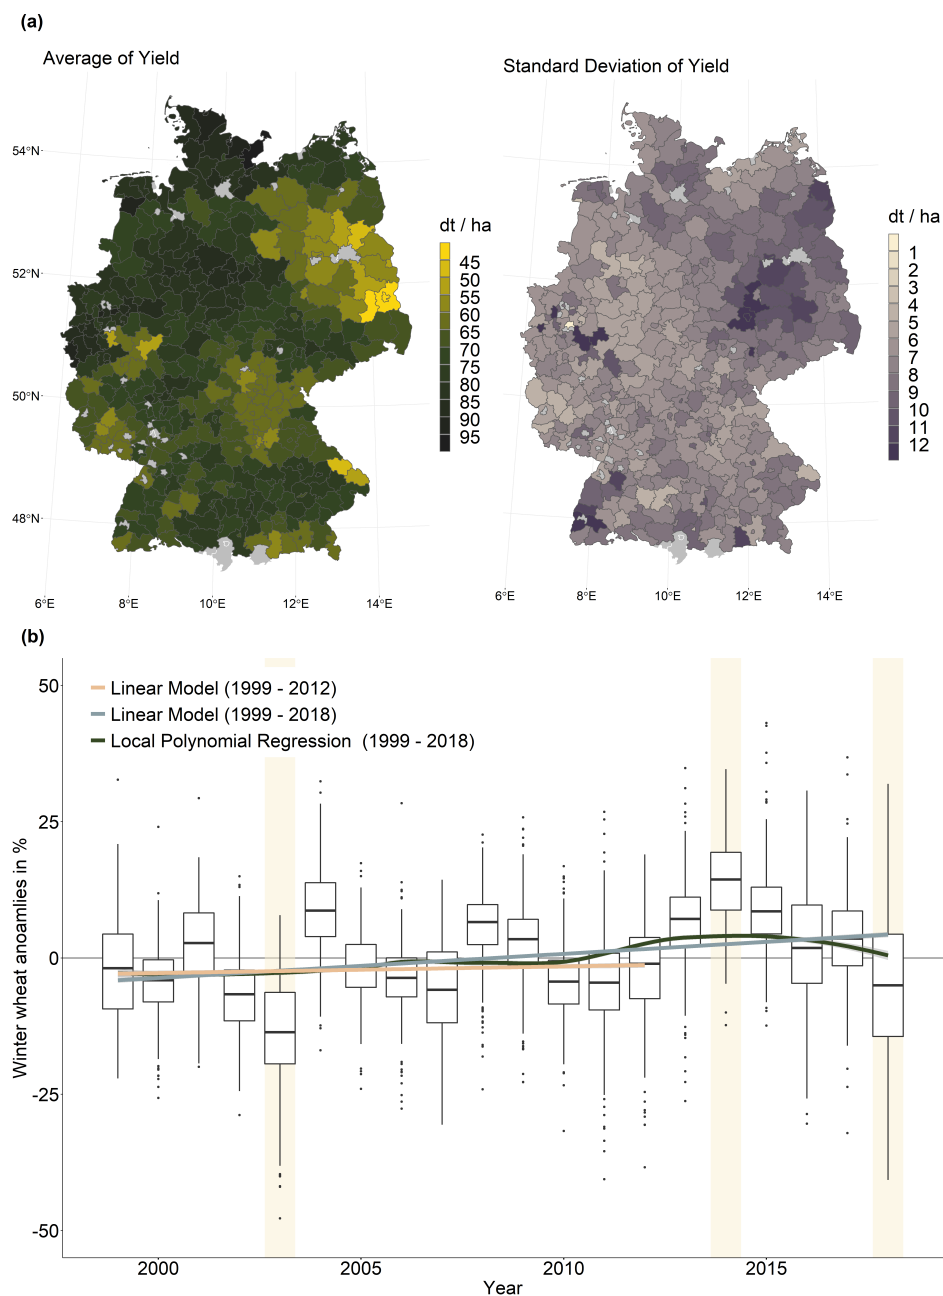 (a)
Average of Yield
Standard Deviation of Yield
54°N
52°N
50°N
48°N
6°E
8°E
10°E
12°E
14°E
dt / ha
45
50
55
60
65
70
75
80
85
90
95
6°E
8°E
10°E
12°E
14°E
dt / ha
1
2
3
4
5
6
7
8
9
10
11
12
(b)
Winter wheat anoamlies in %
50
25
0
-25
-50
Linear Model (1999 - 2012)
Linear Model (1999 - 2018)
Local Polynomial Regression (1999 - 2018)
2000
2005
2010
2015
Year